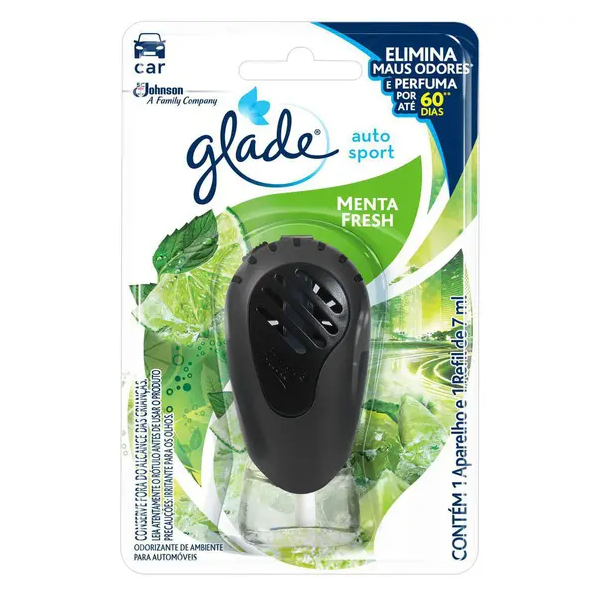 car
SC Johnson
A Family Company
ELIMINA
MAUS ODORES*
E PERFUMA
POR
ATÉ 60**
DIAS
glade®
auto
sport
MENTA
FRESH
CONSERVE FORA DO ALCANCE DAS CRIANÇAS.
LEIA ATENTAMENTE O RÓTULO ANTES DE USAR O PRODUTO
PRECAUÇÕES: IRRITANTE PARA OS OLHOS.
CONTÉM 1 Aparelho e 1 Refil de 7 ml
ODORIZANTE DE AMBIENTE
PARA AUTOMÓVEIS